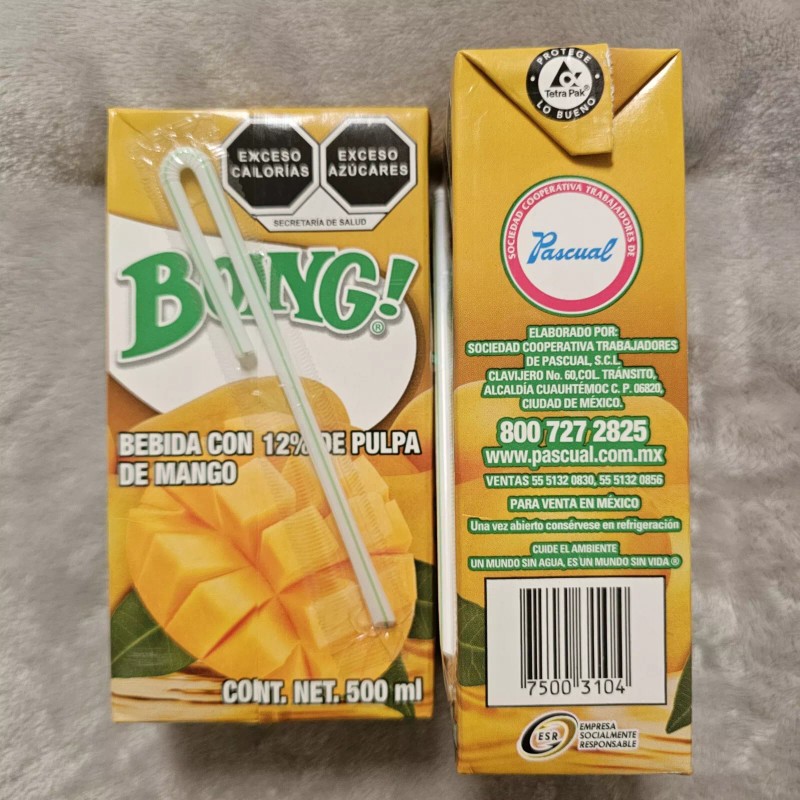 EXCESO
CALORÍAS
EXCESO
AZÚCARES
SECRETARÍA DE SALUD
BOING!
®
BEBIDA CON 12% DE PULPA
DE MANGO
CONT. NET. 500 ml
PROTEGE
Tetra Pak®
LO BUENO
SOCIEDAD COOPERATIVA TRABAJADORES DE
Pascual
ELABORADO POR:
SOCIEDAD COOPERATIVA TRABAJADORES
DE PASCUAL, S.C.L.
CLAVIJERO No. 60,COL. TRÁNSITO,
ALCALDÍA CUAUHTÉMOC C. P. 06820,
CIUDAD DE MÉXICO.
800 727 2825
www.pascual.com.mx
VENTAS 55 5132 0830, 55 5132 0856
PARA VENTA EN MÉXICO
Una vez abierto consérvese en refrigeración
CUIDE EL AMBIENTE
UN MUNDO SIN AGUA, ES UN MUNDO SIN VIDA ®
7500 3104
ESR
EMPRESA
SOCIALMENTE
RESPONSABLE